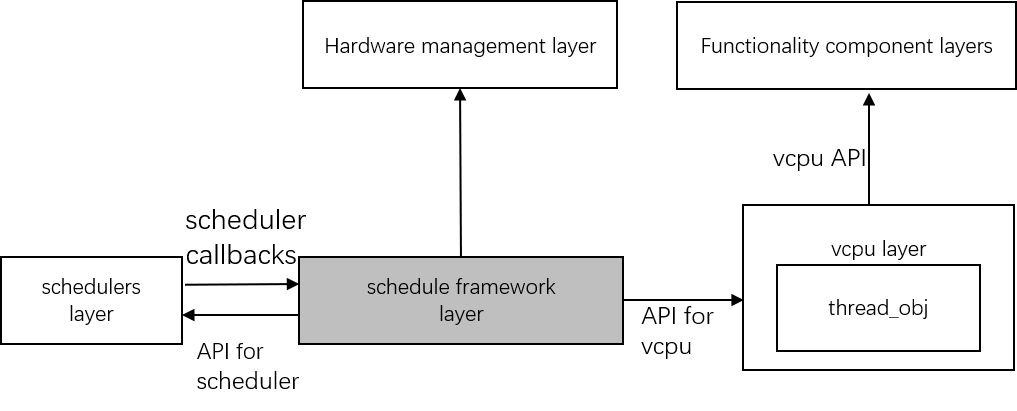 Hardware management layer
Functionality component layers
vcpu API
scheduler
callbacks
vcpu layer
schedulers
layer
schedule framework
layer
thread_obj
API for
vcpu
API for
scheduler